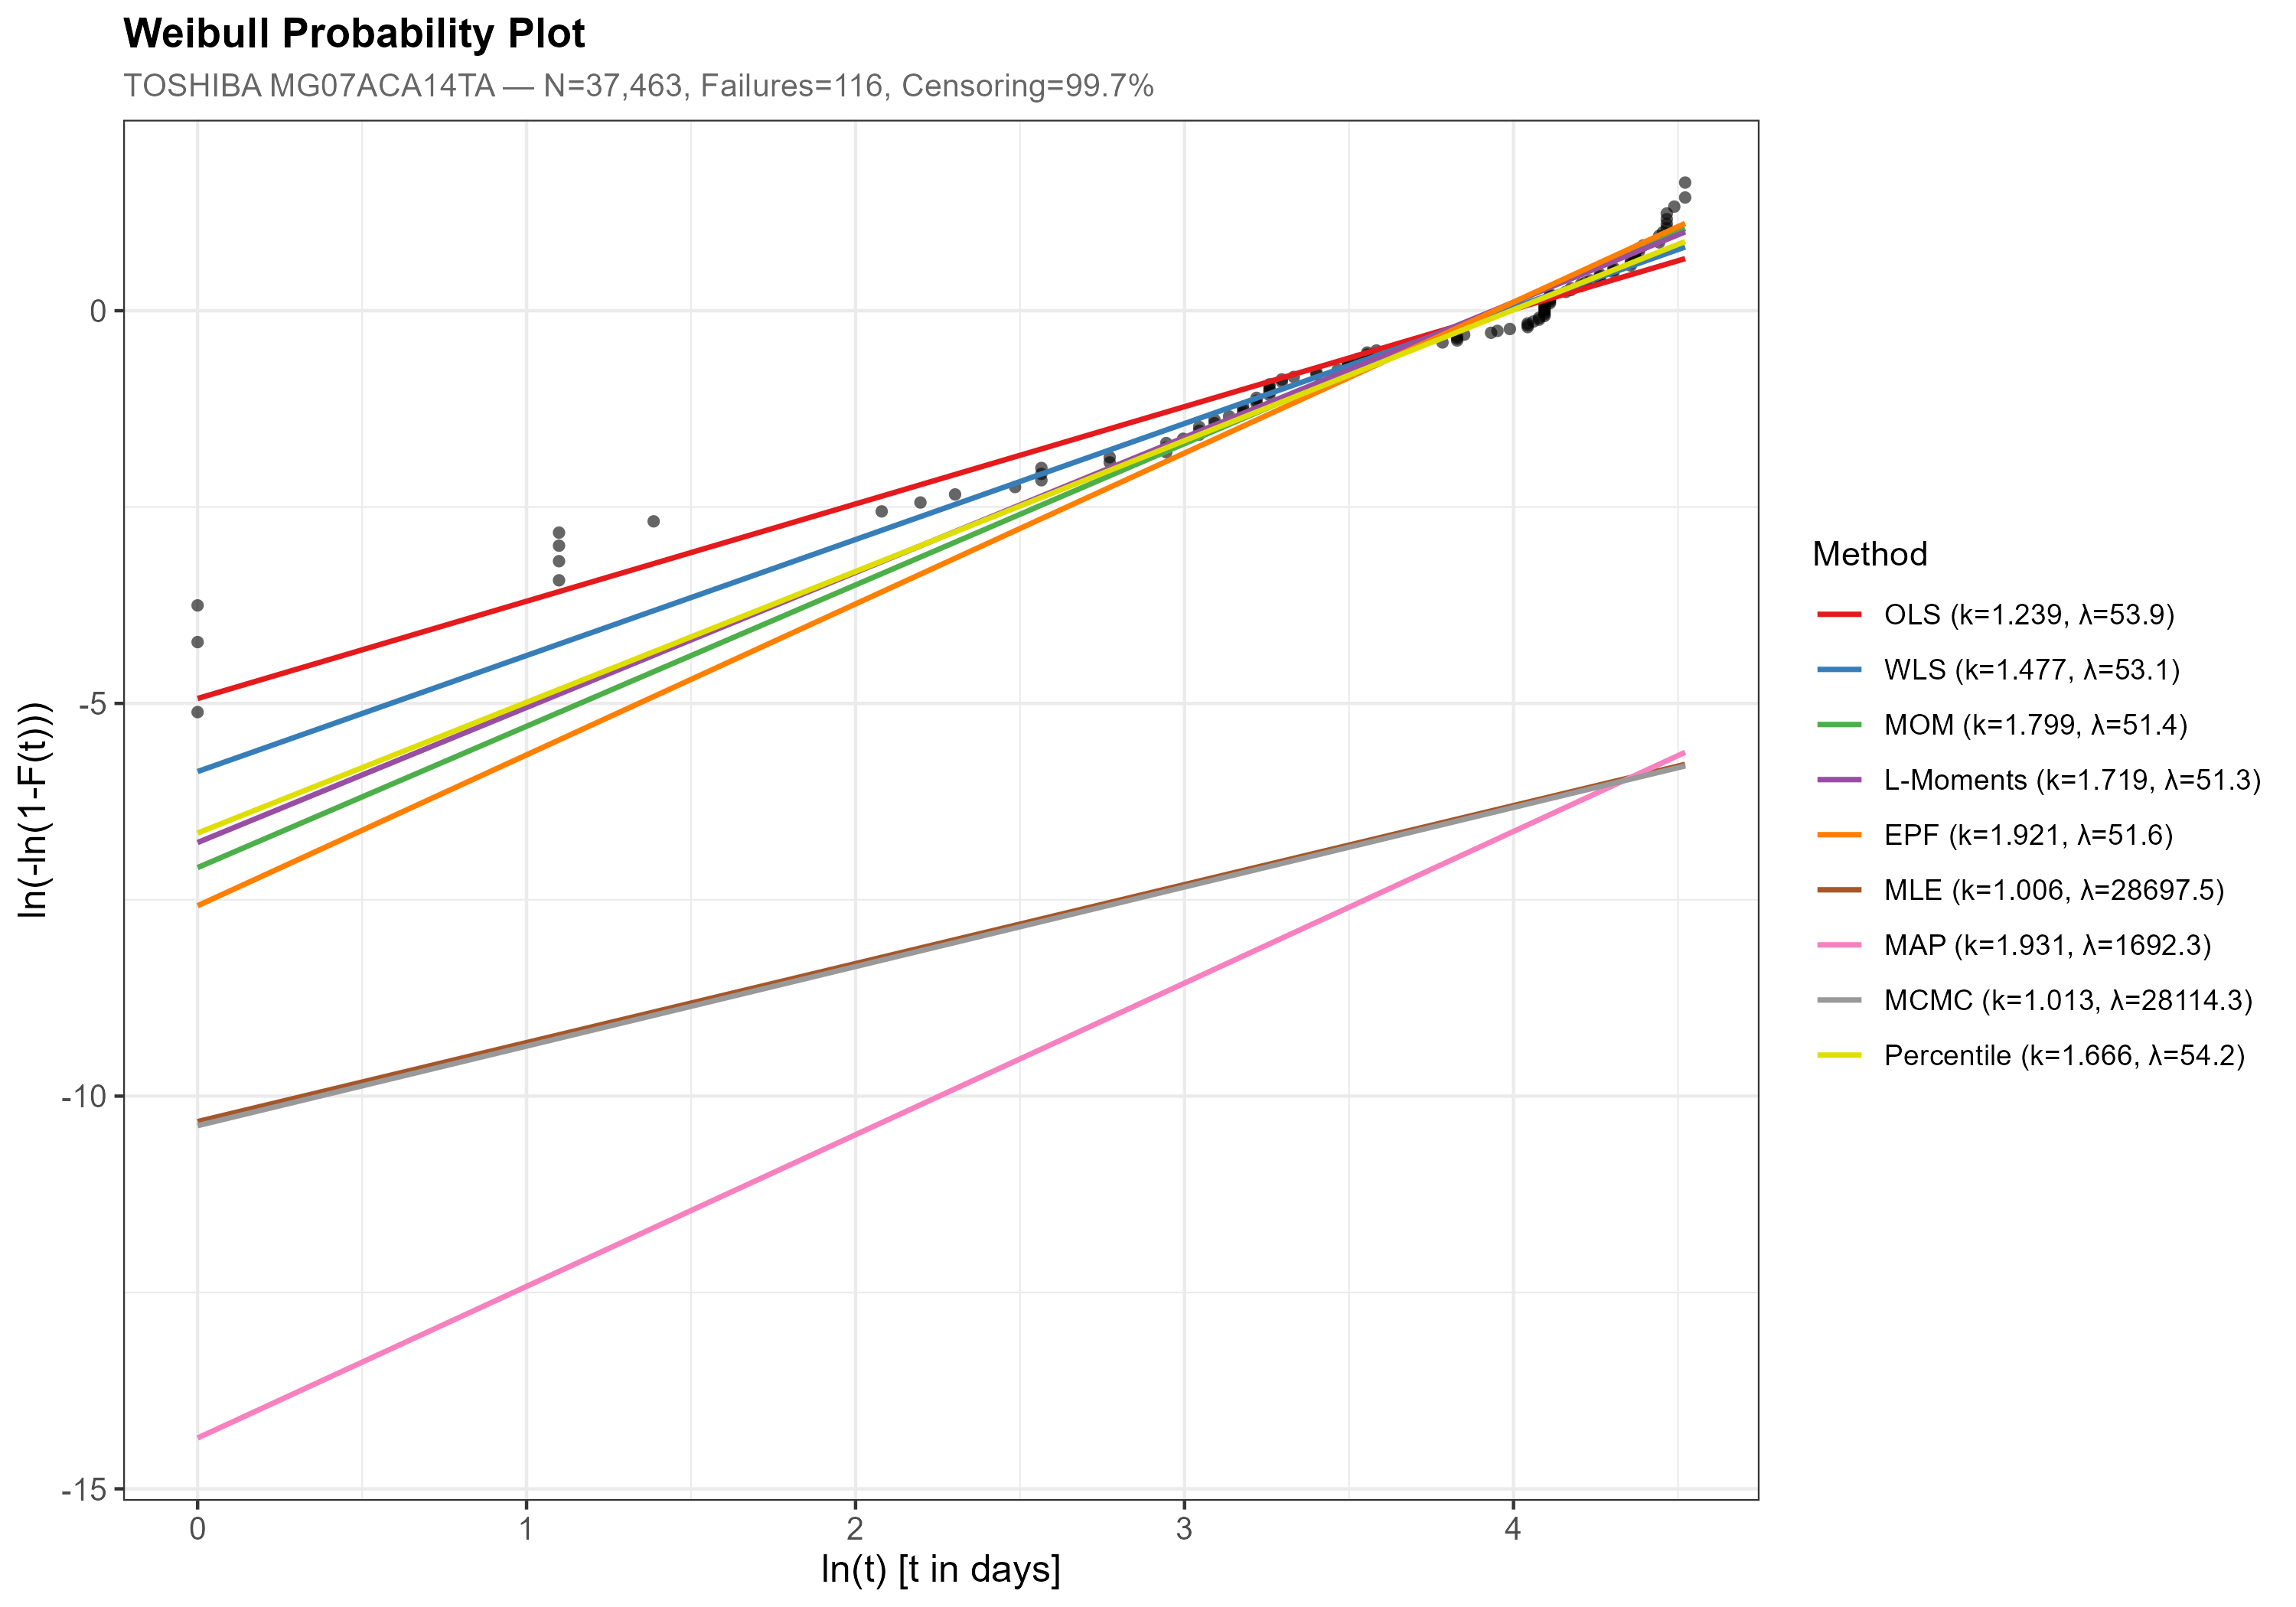 Weibull Probability Plot
TOSHIBA MG07ACA14TA — N=37,463, Failures=116, Censoring=99.7%
ln(-ln(1-F(t)))
0
-5
-10
-15
0
1
2
3
4
ln(t) [t in days]
Method
OLS (k=1.239, λ=53.9)
WLS (k=1.477, λ=53.1)
MOM (k=1.799, λ=51.4)
L-Moments (k=1.719, λ=51.3)
EPF (k=1.921, λ=51.6)
MLE (k=1.006, λ=28697.5)
MAP (k=1.931, λ=1692.3)
MCMC (k=1.013, λ=28114.3)
Percentile (k=1.666, λ=54.2)